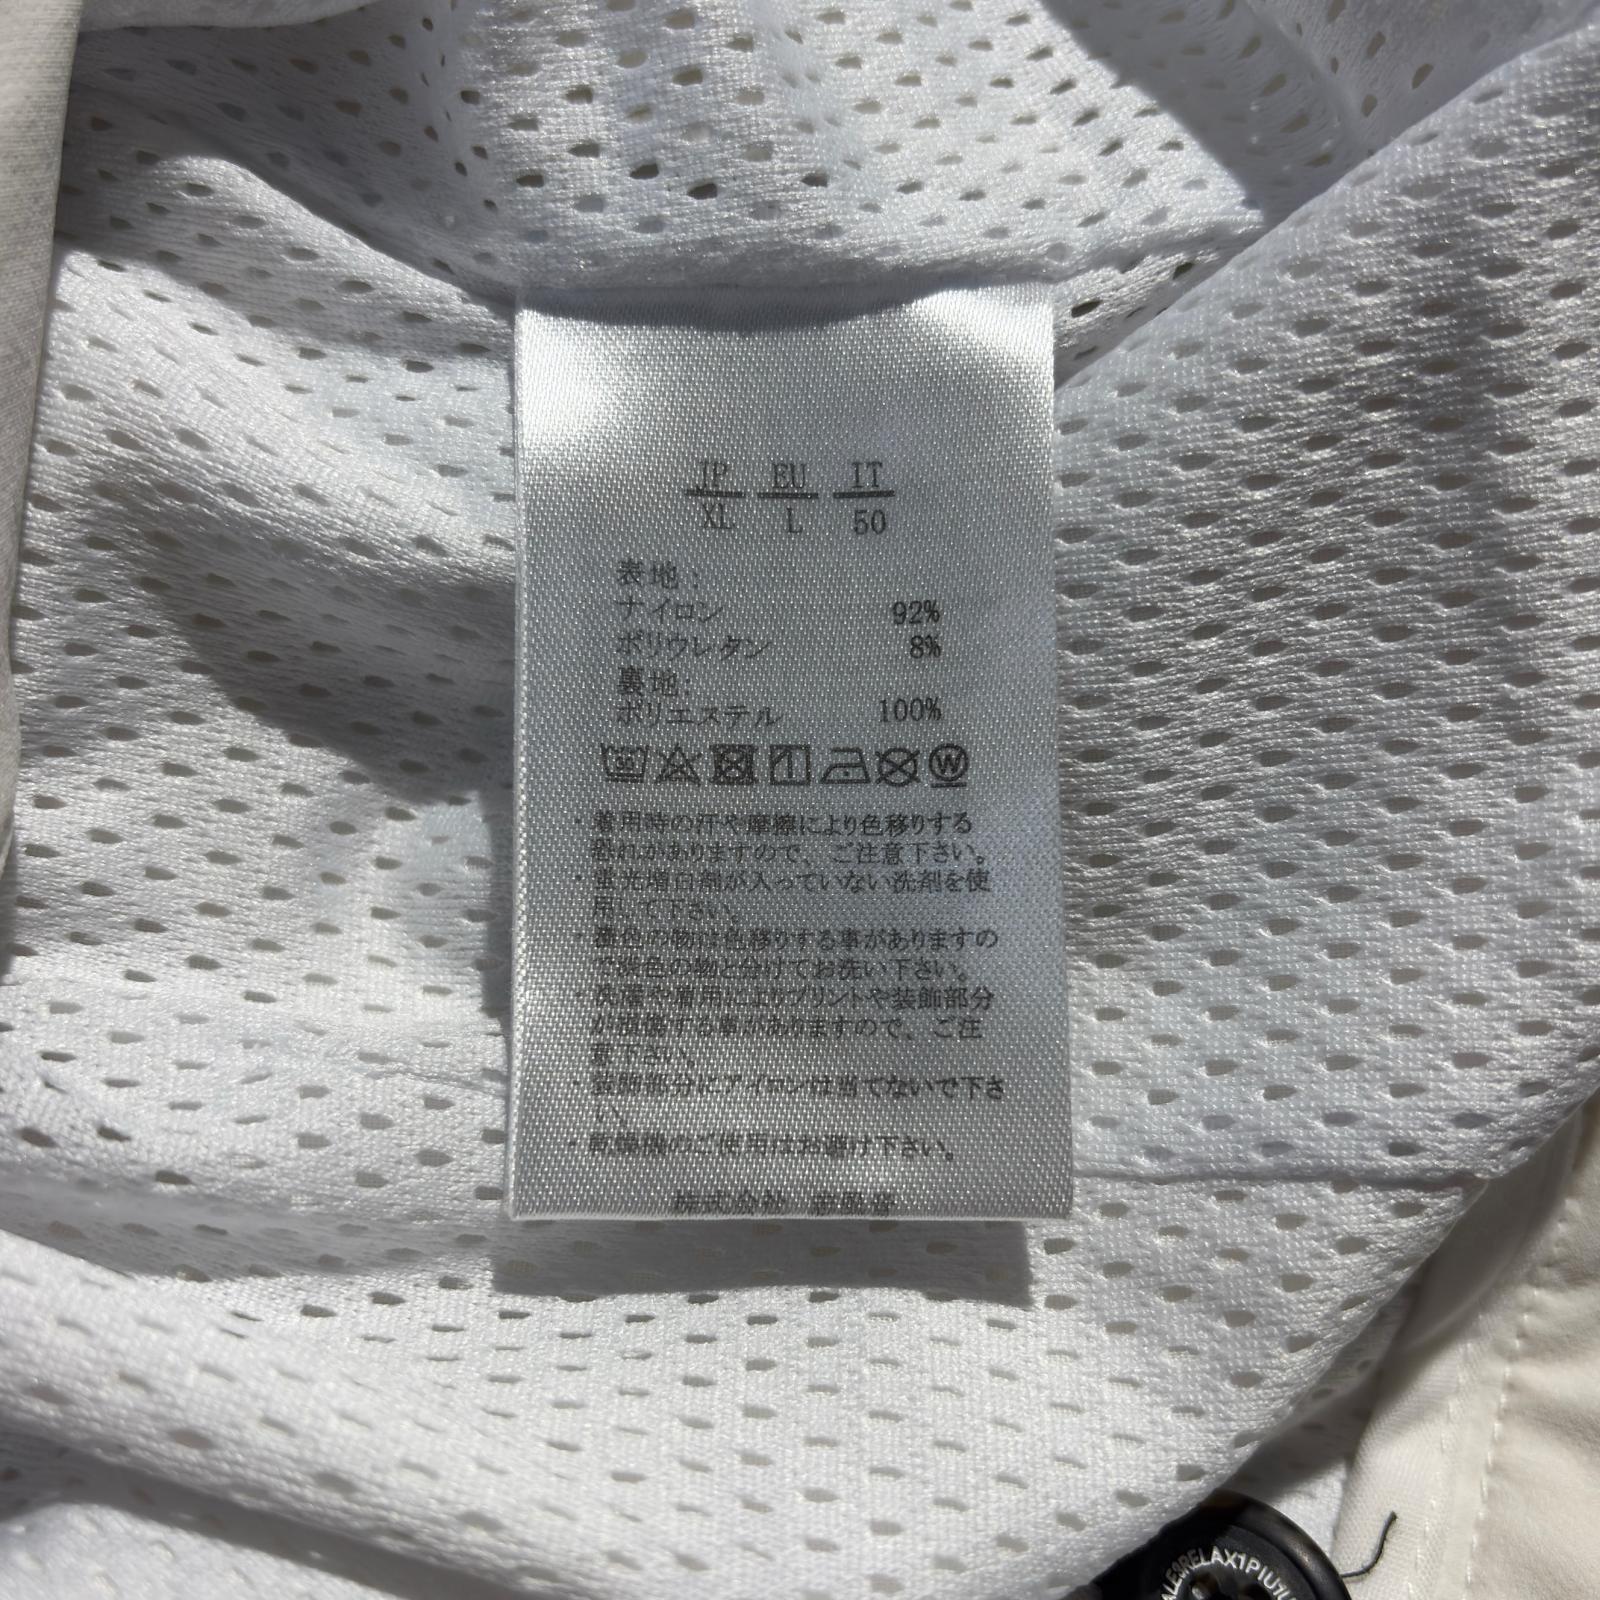 JP EU IT
XL L 50
表地:
ナイロン 92%
ポリウレタン 8%
裏地:
ポリエステル 100%
30 W
・着用時の汗や摩擦により色移りする
恐れがありますので、ご注意下さい。
・蛍光増白剤が入っていない洗剤を使
用して下さい。
・濃色の物は色移りする事がありますの
で淡色の物と分けてお洗い下さい。
・洗濯や着用によりプリントや装飾部分
が損傷する事がありますので、ご注
意下さい。
・装飾部分にアイロンは当てないで下さ
い。
・乾燥機のご使用はお避け下さい。
株式会社
RELAX1PIU1U